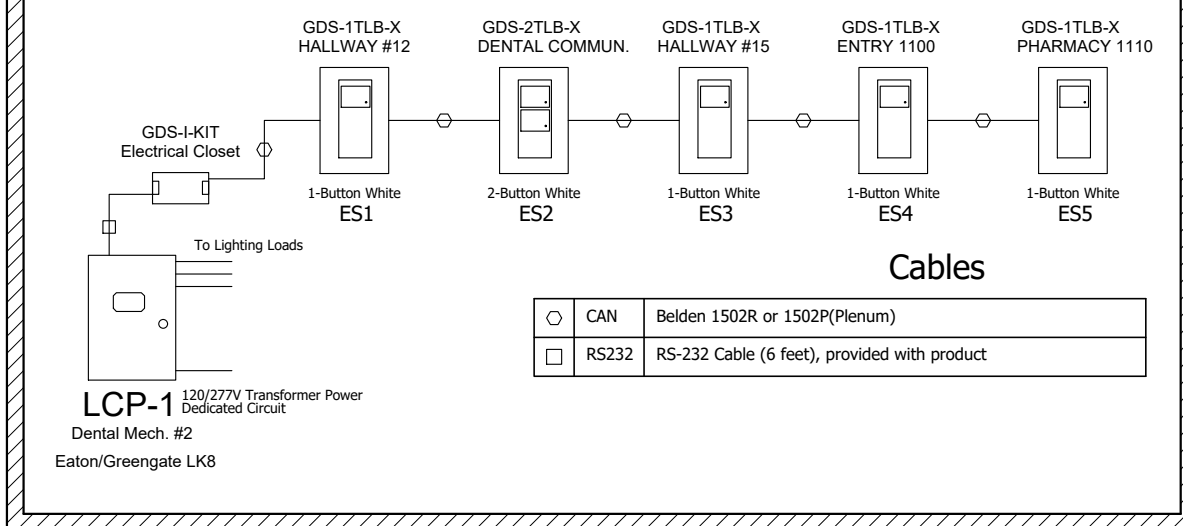 GDS-1TLB-X
HALLWAY #12
GDS-2TLB-X
DENTAL COMMUN.
GDS-1TLB-X
HALLWAY #15
GDS-1TLB-X
ENTRY 1100
GDS-1TLB-X
PHARMACY 1110
GDS-I-KIT
Electrical Closet
1-Button White
ES1
2-Button White
ES2
1-Button White
ES3
1-Button White
ES4
1-Button White
ES5
To Lighting Loads
Cables
CAN Belden 1502R or 1502P(Plenum)
RS232 RS-232 Cable (6 feet), provided with product
LCP-1
120/277V Transformer Power
Dedicated Circuit
Dental Mech. #2
Eaton/Greengate LK8